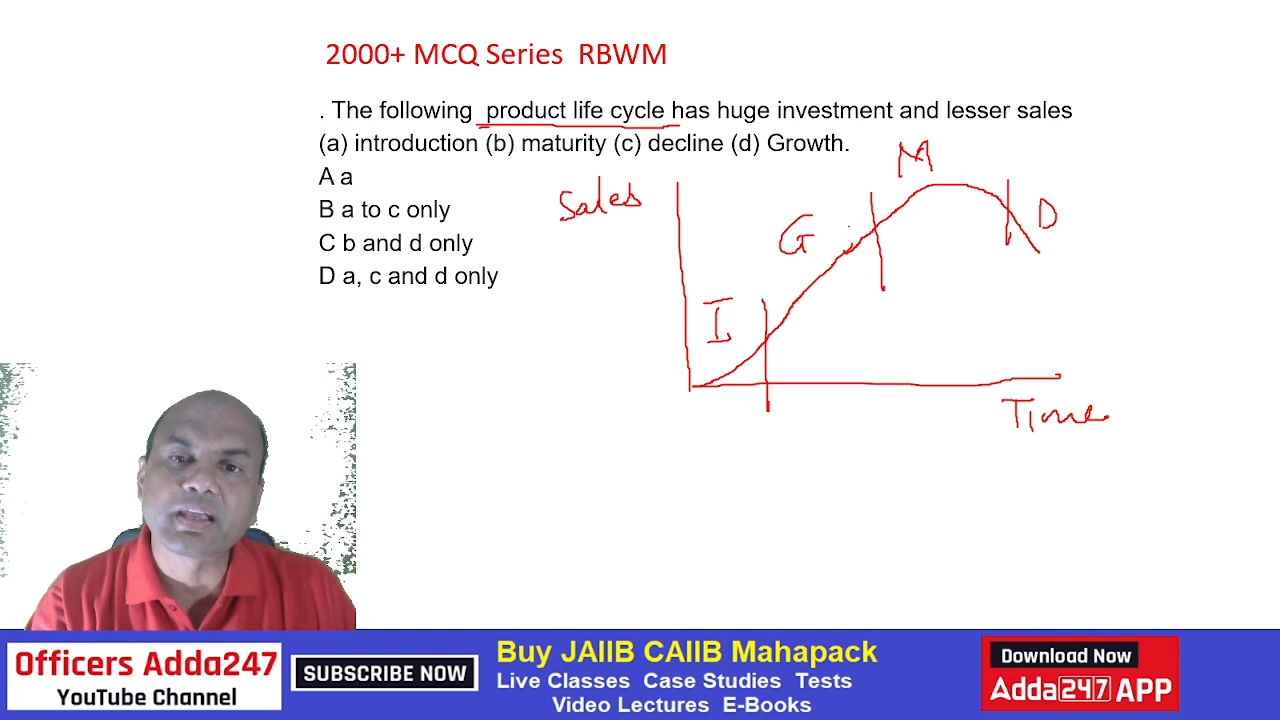 2000+ MCQ Series RBWM
. The following product life cycle has huge investment and lesser sales
(a) introduction (b) maturity (c) decline (d) Growth.
A a
B a to c only
C b and d only
D a, c and d only
Sales
M
G
D
I
Time
Officers Adda247
YouTube Channel
SUBSCRIBE NOW
Buy JAIIB CAIIB Mahapack
Live Classes Case Studies Tests
Video Lectures E-Books
Download Now
Adda247 APP